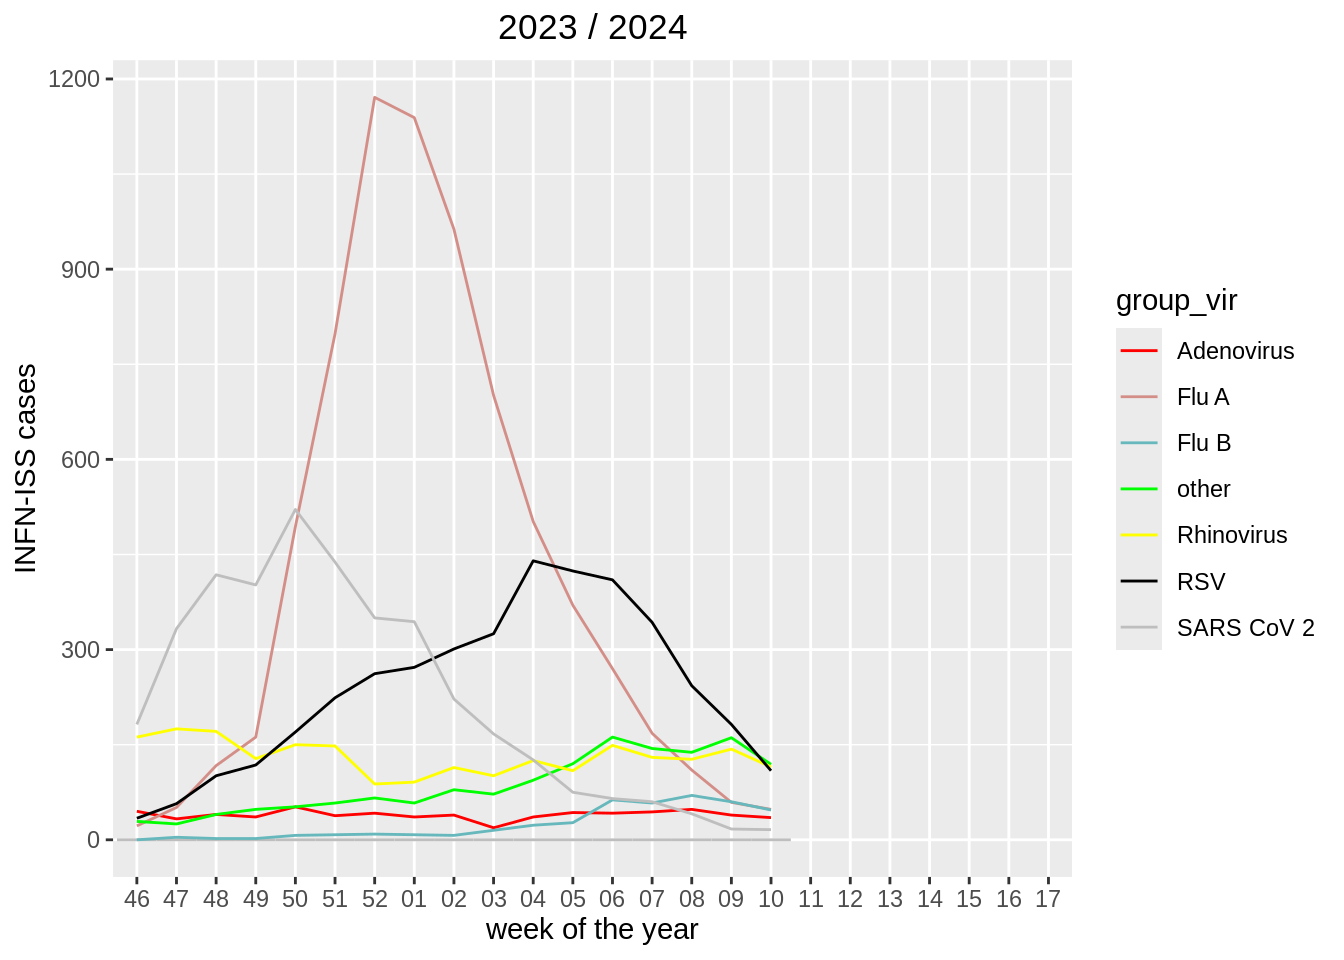 2023 / 2024
1200
900
600
300
0
INFN-ISS cases
46 47 48 49 50 51 52 01 02 03 04 05 06 07 08 09 10 11 12 13 14 15 16 17
week of the year
group_vir
Adenovirus
Flu A
Flu B
other
Rhinovirus
RSV
SARS CoV 2